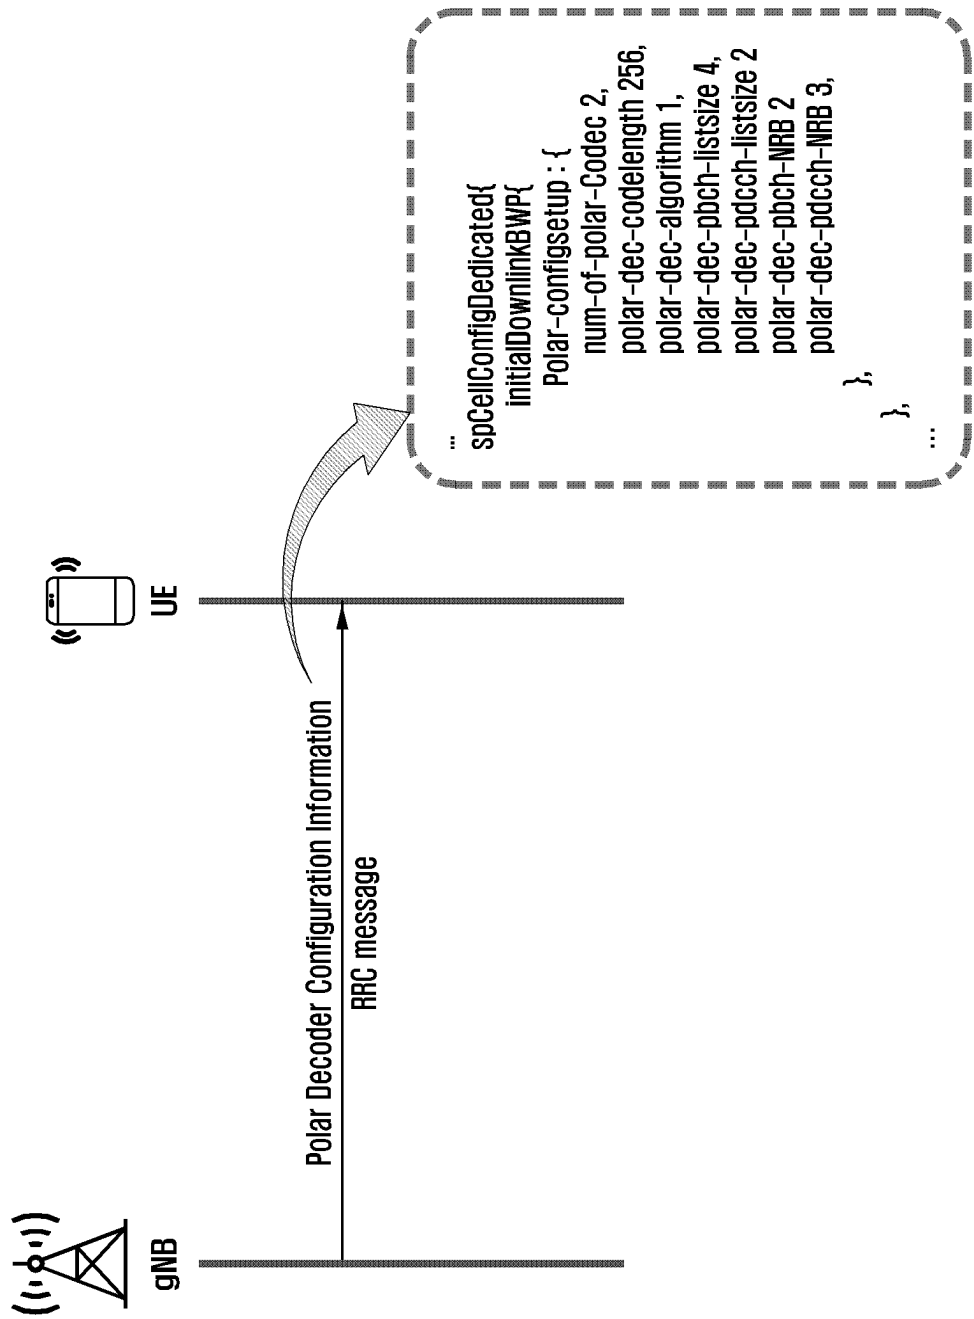 gNB
UE
Polar Decoder Configuration Information
RRC message
...
spCellConfigDedicated{
initialDownlinkBWP{
Polar-configsetup : {
num-of-polar-Codec 2,
polar-dec-codelength 256,
polar-dec-algorithm 1,
polar-dec-pbch-listsize 4,
polar-dec-pdcch-listsize 2
polar-dec-pbch-NRB 2
polar-dec-pdcch-NRB 3,
},
},
...